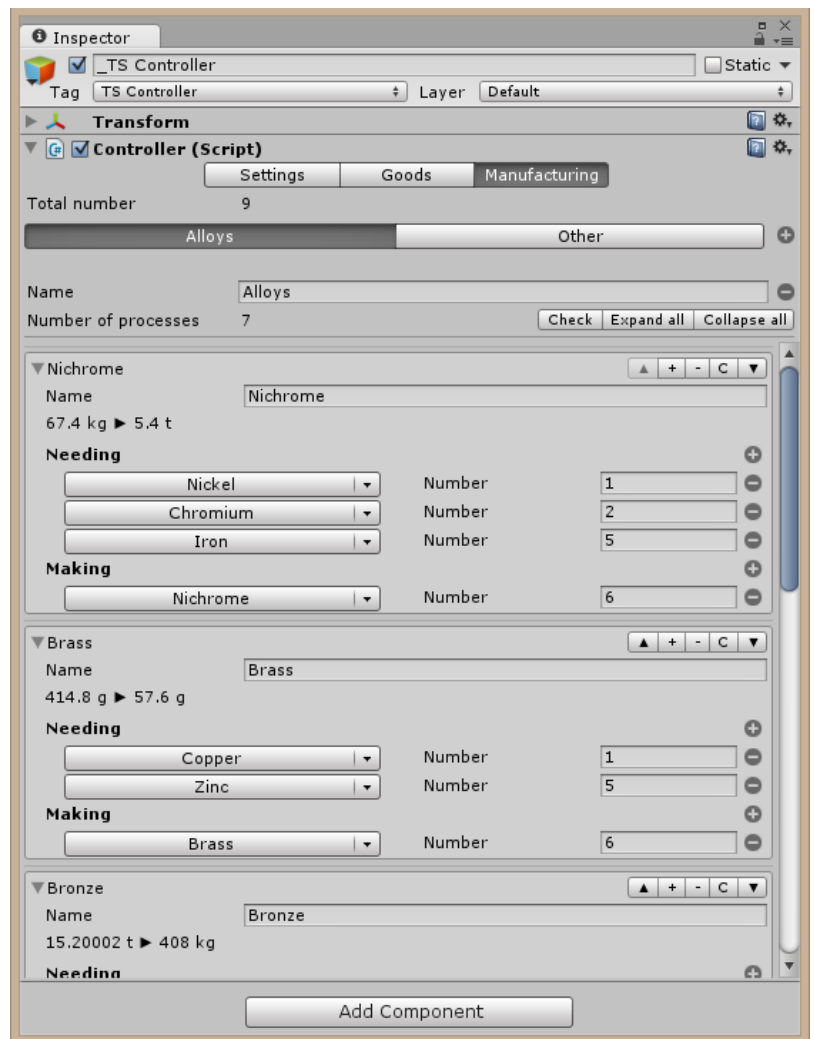 Inspector
_TS Controller Static
Tag TS Controller Layer Default
Transform
Controller (Script)
Settings Goods Manufacturing
Total number 9
Alloys Other
Name Alloys
Number of processes 7 Check Expand all Collapse all
▼Nichrome ▲ + - C ▼
Name Nichrome
67.4 kg ► 5.4 t
Needing
Nickel Number 1
Chromium Number 2
Iron Number 5
Making
Nichrome Number 6
▼Brass ▲ + - C ▼
Name Brass
414.8 g ► 57.6 g
Needing
Copper Number 1
Zinc Number 5
Making
Brass Number 6
▼Bronze ▲ + - C ▼
Name Bronze
15.20002 t ► 408 kg
Needing
Add Component